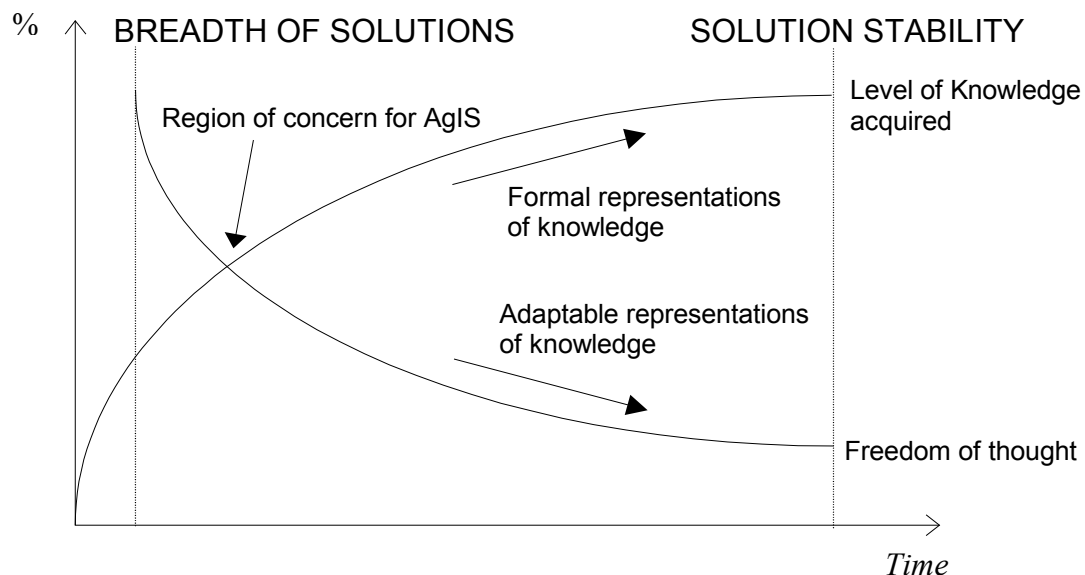 %
BREADTH OF SOLUTIONS
SOLUTION STABILITY
Region of concern for AgIS
Level of Knowledge
acquired
Formal representations
of knowledge
Adaptable representations
of knowledge
Freedom of thought
Time